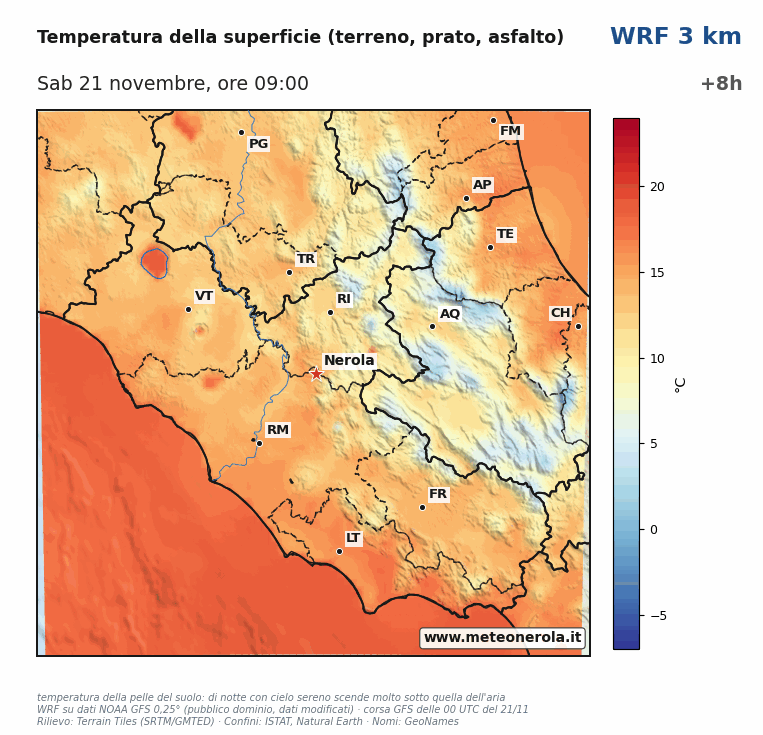 Temperatura della superficie (terreno, prato, asfalto)
WRF 3 km
Sab 21 novembre, ore 09:00
+8h
FM
PG
AP
TE
TR
VT
RI
AQ
CH
Nerola
RM
FR
LT
www.meteonerola.it
20
15
10
5
0
−5
°C
temperatura della pelle del suolo: di notte con cielo sereno scende molto sotto quella dell'aria
WRF su dati NOAA GFS 0,25° (pubblico dominio, dati modificati) · corsa GFS delle 00 UTC del 21/11
Rilievo: Terrain Tiles (SRTM/GMTED) · Confini: ISTAT, Natural Earth · Nomi: GeoNames